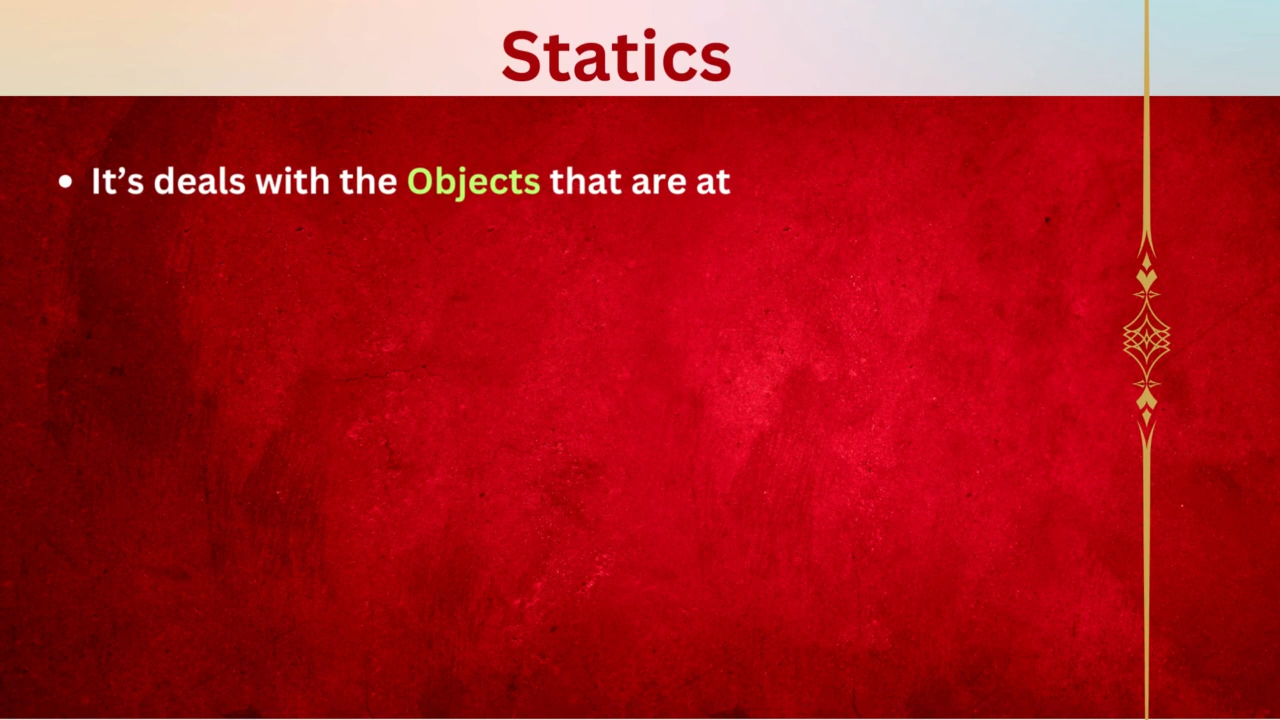 Statics
• It’s deals with the Objects that are at